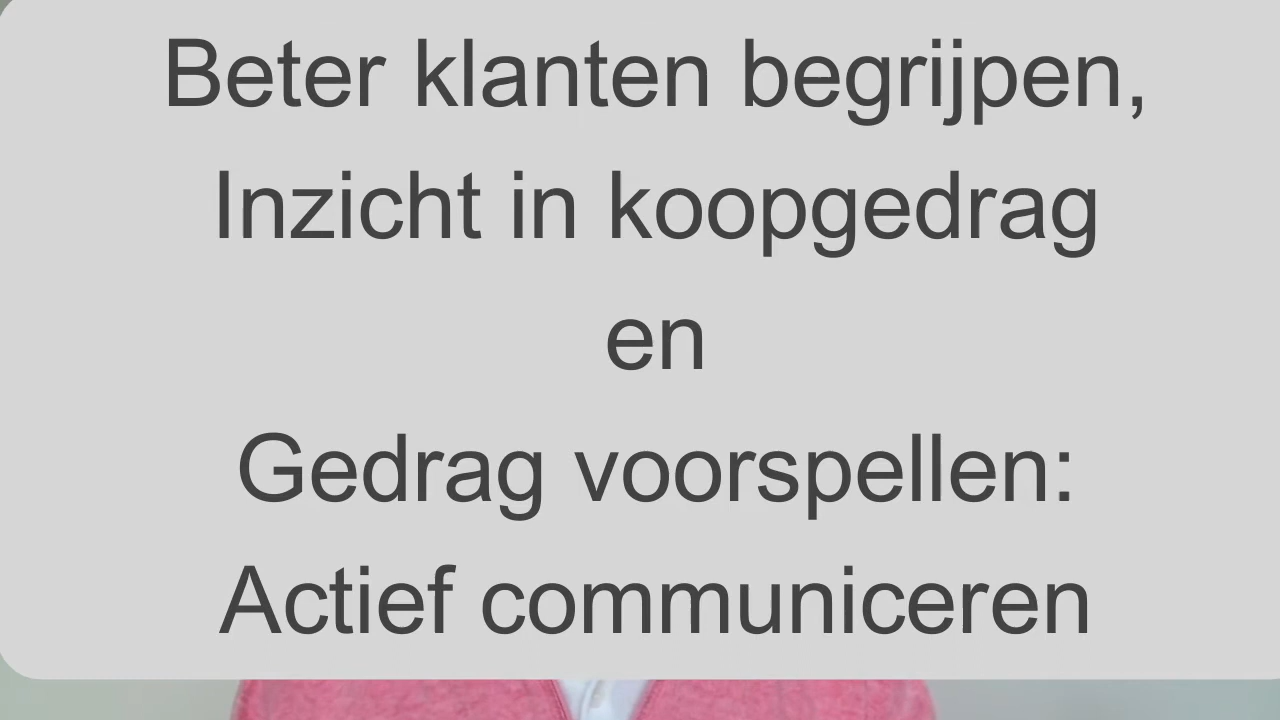 Beter klanten begrijpen,
Inzicht in koopgedrag
en
Gedrag voorspellen:
Actief communiceren